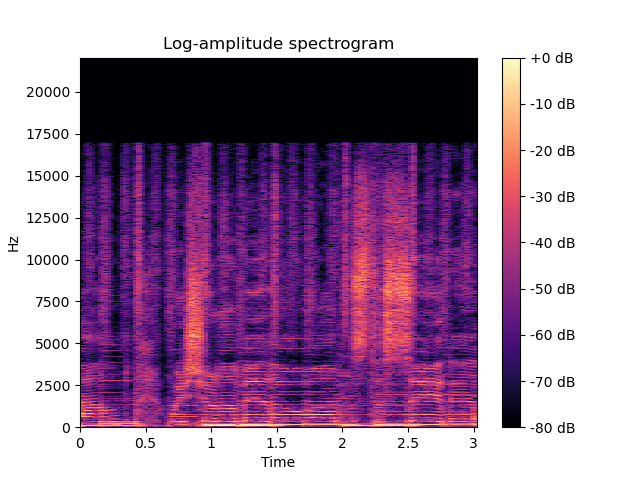 Log-amplitude spectrogram
Hz
20000
17500
15000
12500
10000
7500
5000
2500
0
0 0.5 1 1.5 2 2.5 3
Time
+0 dB
-10 dB
-20 dB
-30 dB
-40 dB
-50 dB
-60 dB
-70 dB
-80 dB